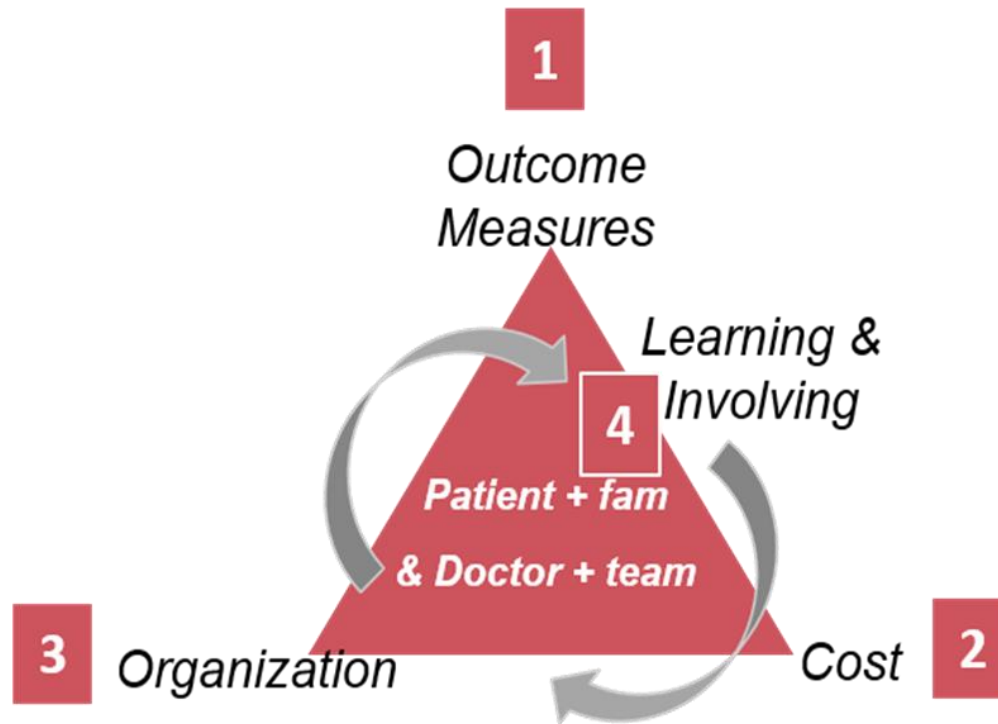 1
Outcome
Measures
Learning &
Involving
4
Patient + fam
& Doctor + team
3
Organization
Cost
2